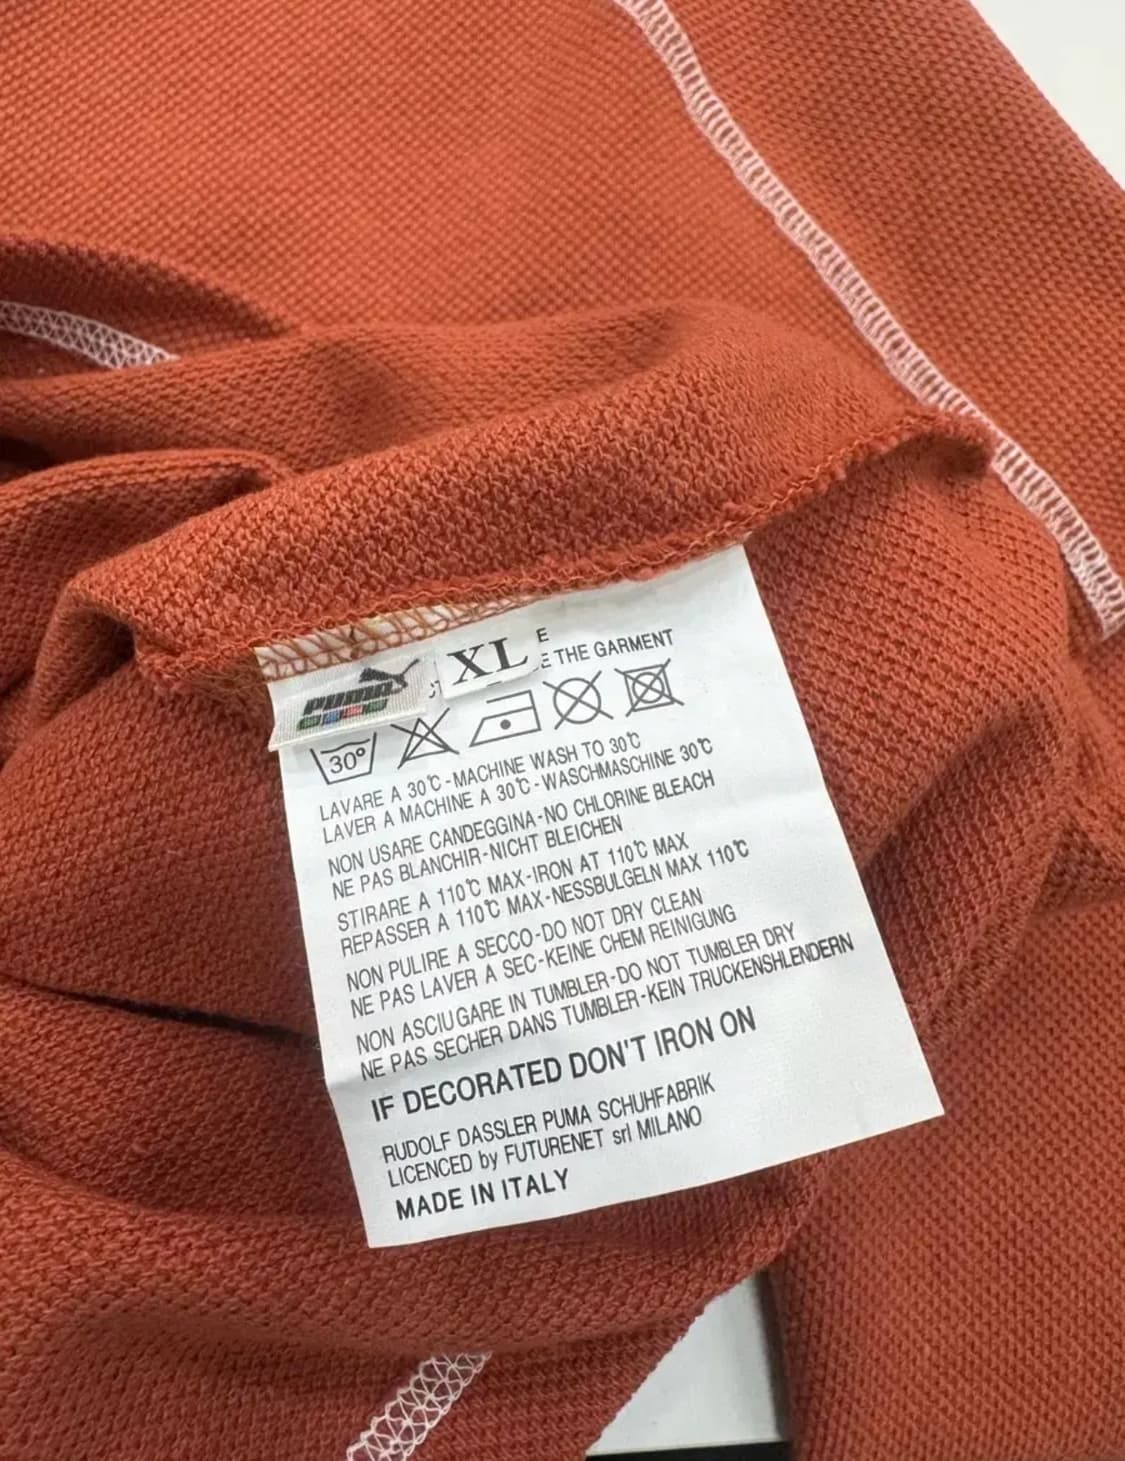 PUMA
XL
E
E THE GARMENT
30°
LAVARE A 30℃-MACHINE WASH TO 30℃
LAVER A MACHINE A 30℃-WASCHMASCHINE 30℃
NON USARE CANDEGGINA-NO CHLORINE BLEACH
NE PAS BLANCHIR-NICHT BLEICHEN
STIRARE A 110℃ MAX-IRON AT 110℃ MAX
REPASSER A 110℃ MAX-NESSBULGELN MAX 110℃
NON PULIRE A SECCO-DO NOT DRY CLEAN
NE PAS LAVER A SEC-KEINE CHEM REINIGUNG
NON ASCIUGARE IN TUMBLER-DO NOT TUMBLER DRY
NE PAS SECHER DANS TUMBLER-KEIN TRUCKENSHLENDERN
IF DECORATED DON'T IRON ON
RUDOLF DASSLER PUMA SCHUHFABRIK
LICENCED by FUTURENET srl MILANO
MADE IN ITALY